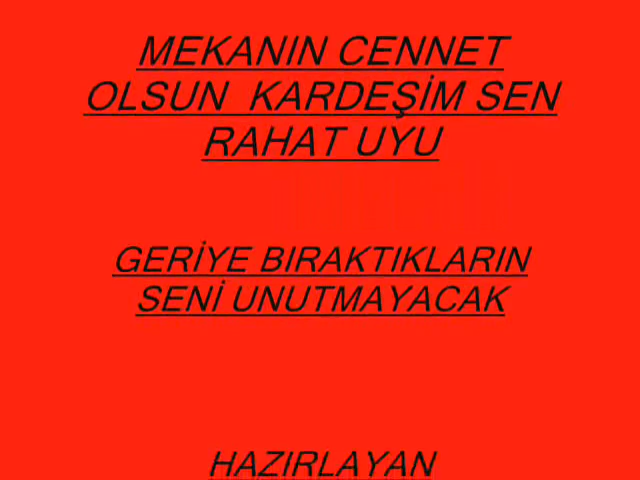 MEKANIN CENNET
OLSUN KARDEŞİM SEN
RAHAT UYU
GERİYE BIRAKTIKLARIN
SENİ UNUTMAYACAK
HAZIRLAYAN